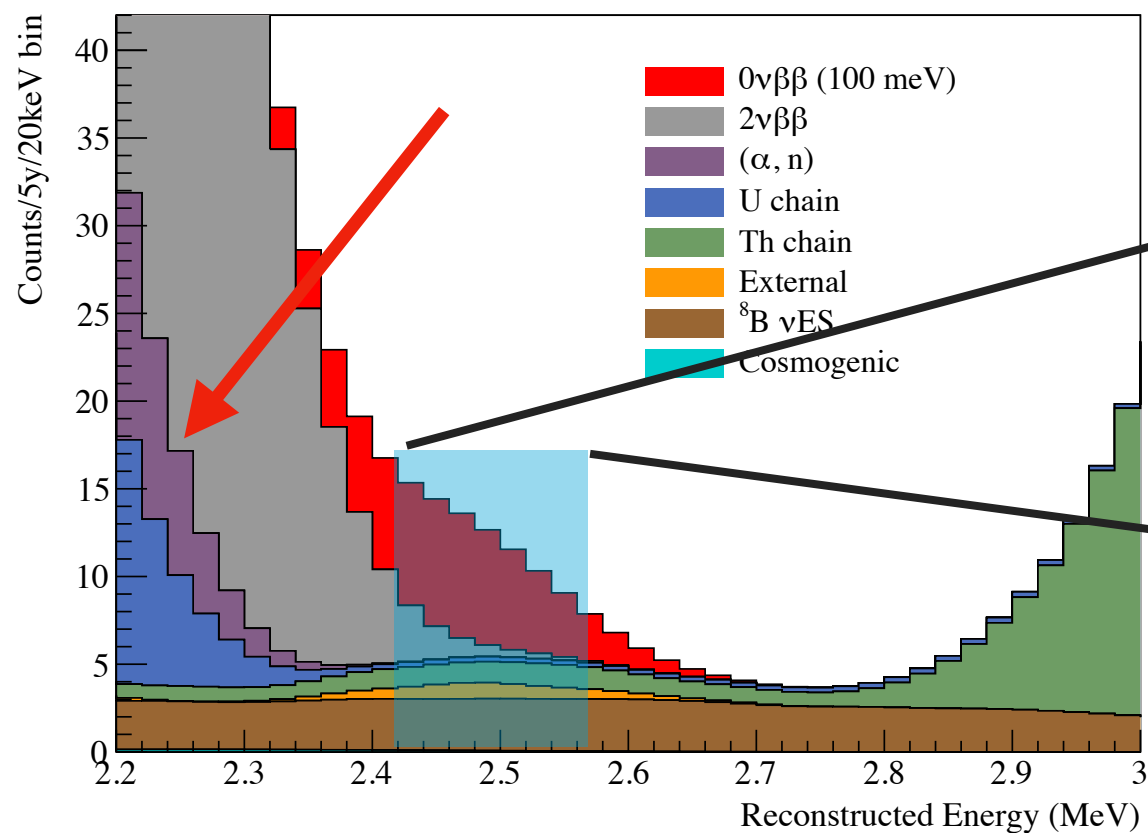 Counts/5y/20keV bin
40
35
30
25
20
15
10
5
0
0νββ (100 meV)
2νββ
(α, n)
U chain
Th chain
External
⁸B νES
Cosmogenic
2.2 2.3 2.4 2.5 2.6 2.7 2.8 2.9 3
Reconstructed Energy (MeV)